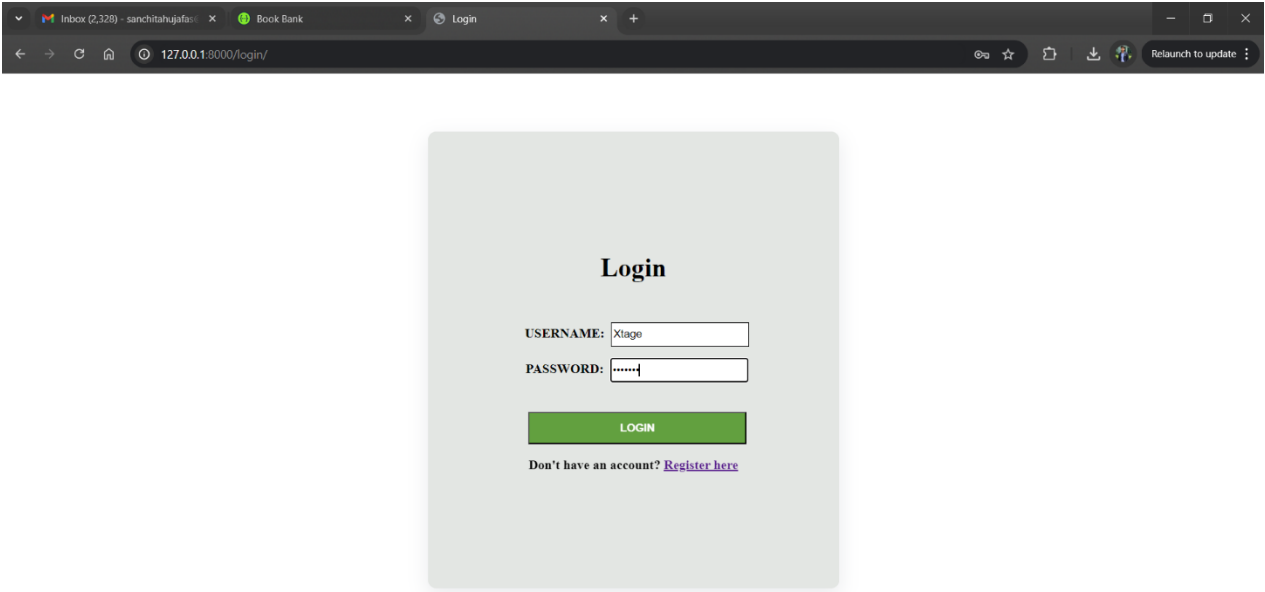 Inbox (2,328) - sanchitahujafas
Book Bank
Login
127.0.0.1:8000/login/
Relaunch to update
Login
USERNAME: Xtage
PASSWORD: •••••••
LOGIN
Don't have an account? Register here